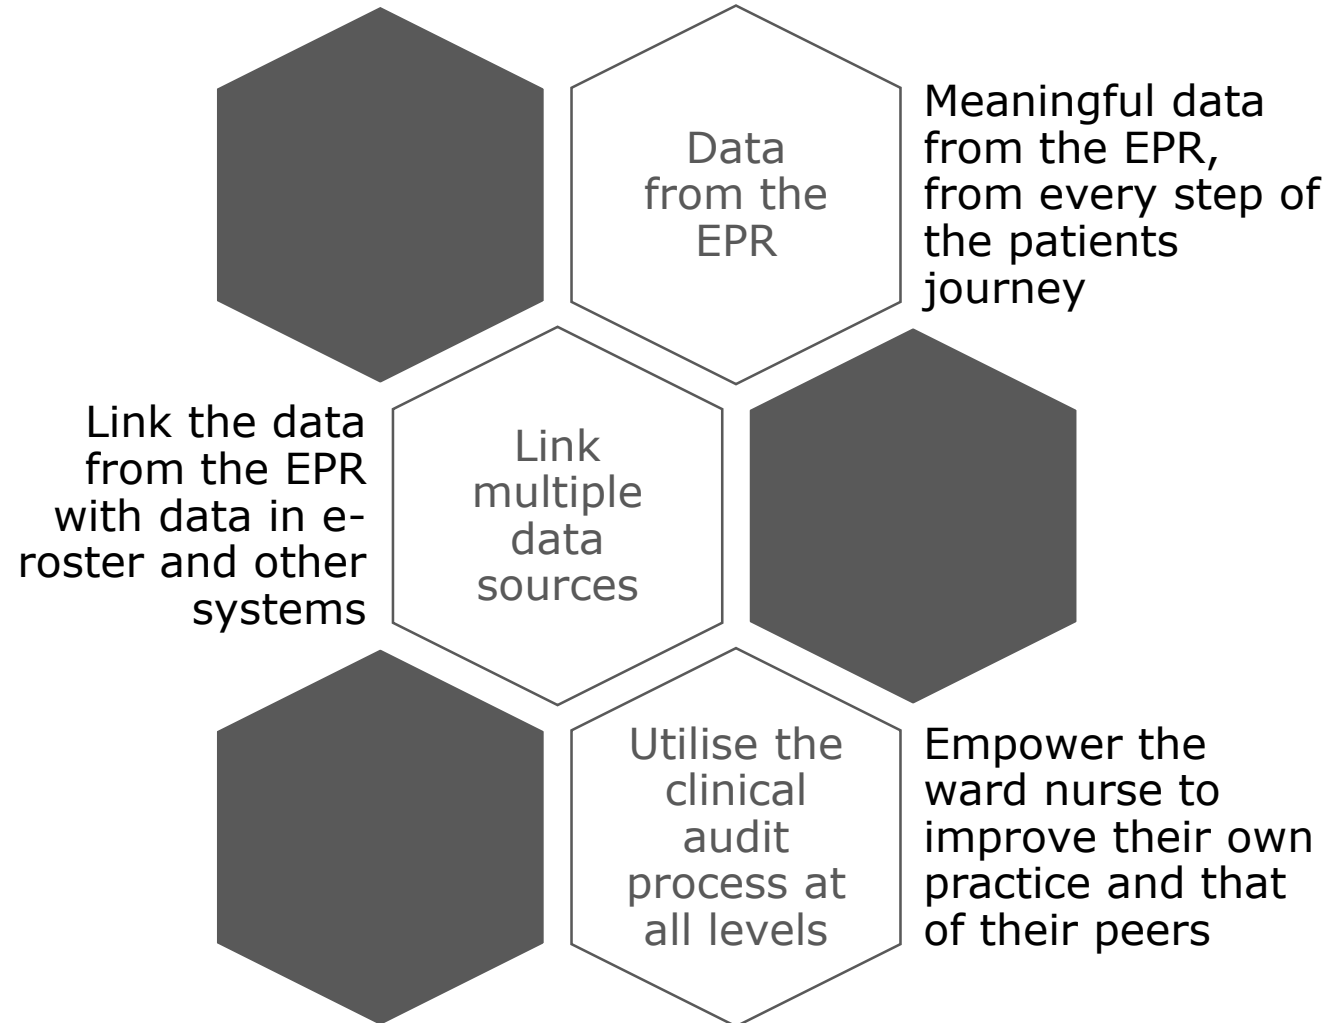 Data
from the
EPR
Meaningful data
from the EPR,
from every step of
the patients
journey
Link the data
from the EPR
with data in e-
roster and other
systems
Link
multiple
data
sources
Utilise the
clinical
audit
process at
all levels
Empower the
ward nurse to
improve their own
practice and that
of their peers